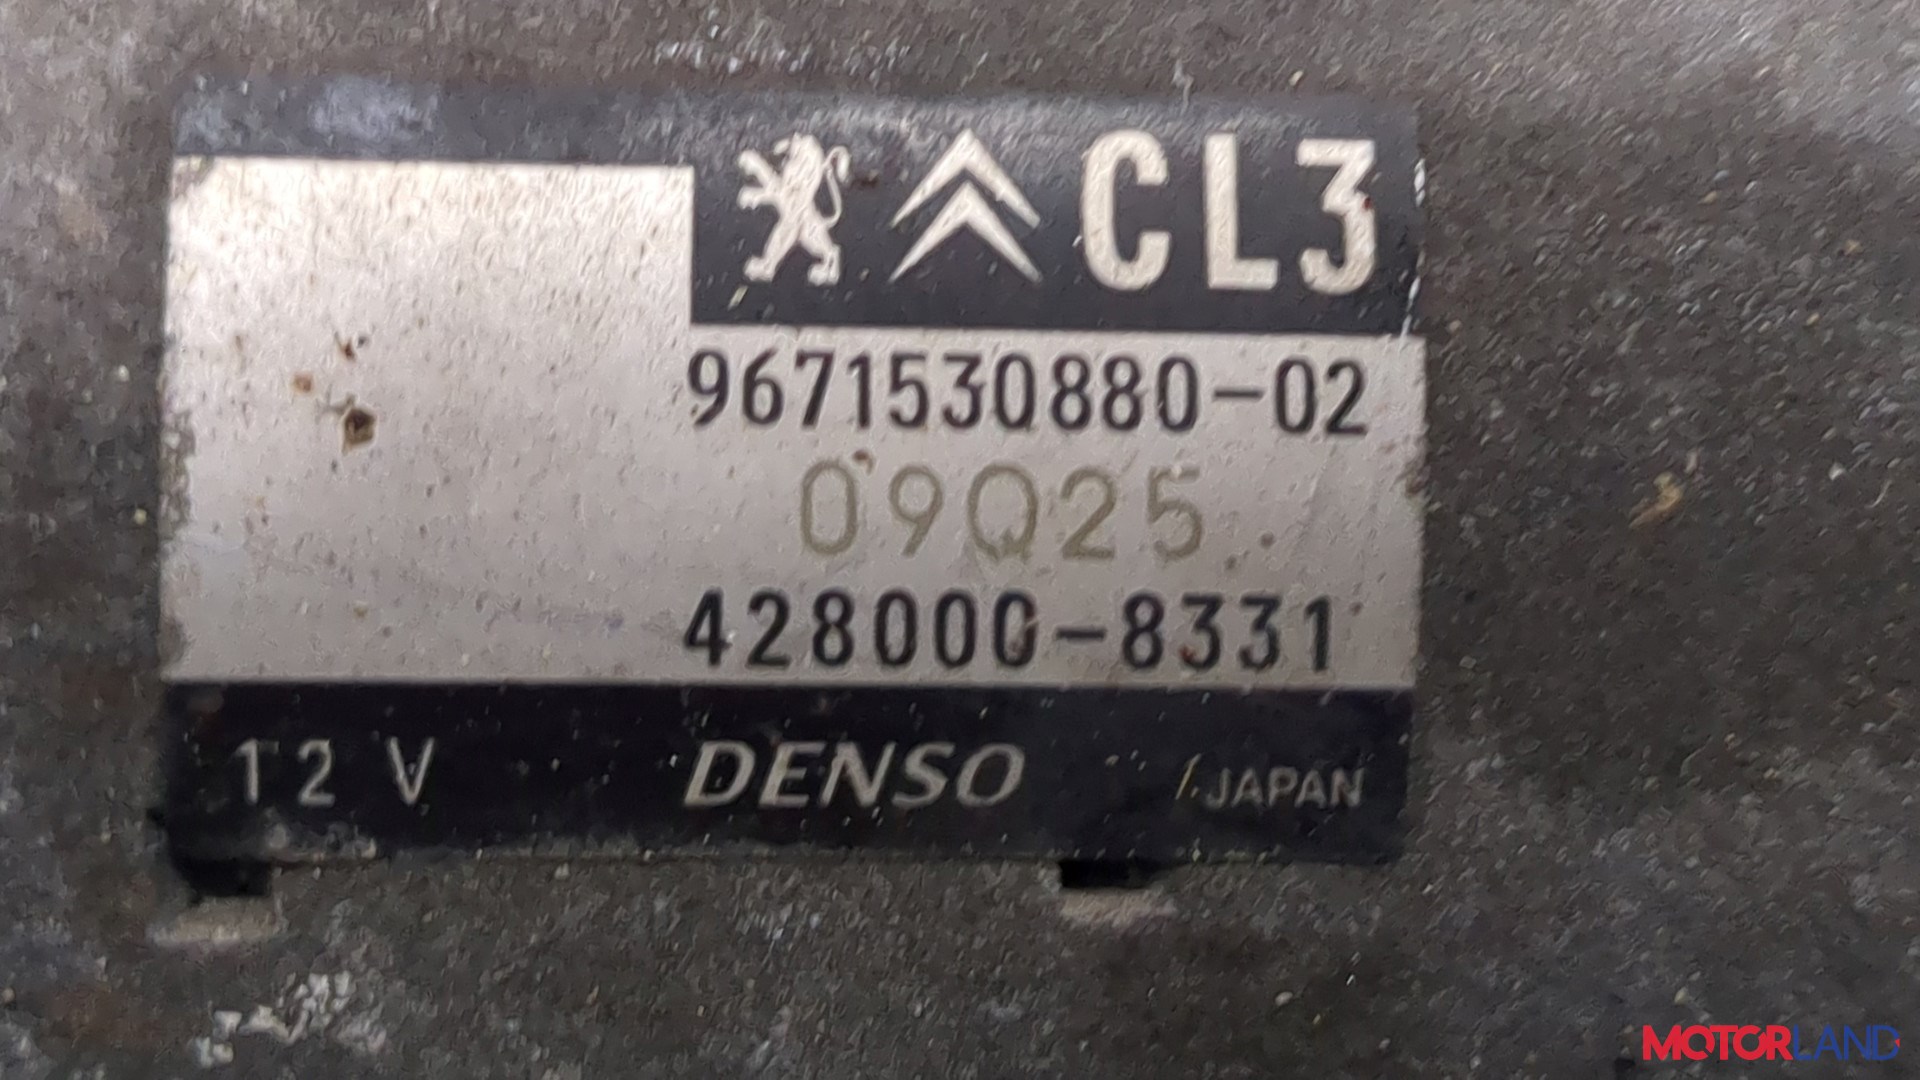 CL3
9671530880-02
09Q25
428000-8331
12 V DENSO JAPAN
MOTORLAND